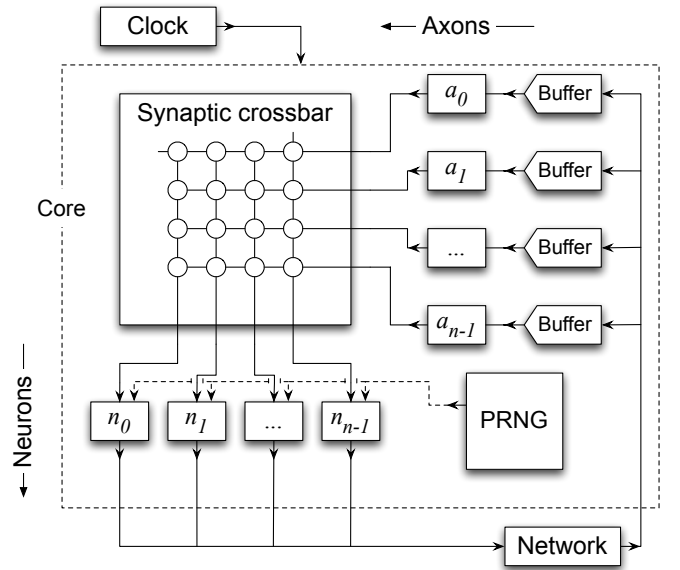 Clock
Axons
Synaptic crossbar
a0
Buffer
a1
Buffer
Core
...
Buffer
an-1
Buffer
Neurons
n0
n1
...
nn-1
PRNG
Network